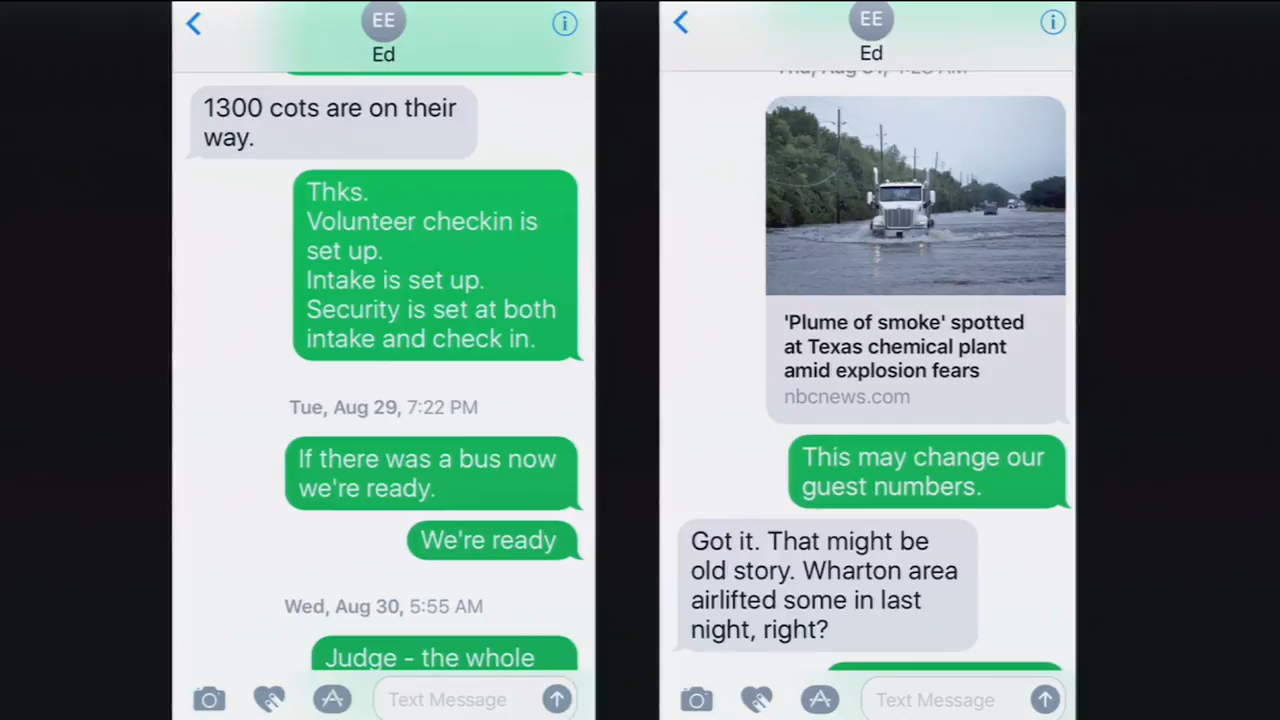 EE
Ed
1300 cots are on their
way.
Thks.
Volunteer checkin is
set up.
Intake is set up.
Security is set at both
intake and check in.
Tue, Aug 29, 7:22 PM
If there was a bus now
we're ready.
We're ready
Wed, Aug 30, 5:55 AM
Judge - the whole
Text Message
EE
Ed
'Plume of smoke' spotted
at Texas chemical plant
amid explosion fears
nbcnews.com
This may change our
guest numbers.
Got it. That might be
old story. Wharton area
airlifted some in last
night, right?
Text Message